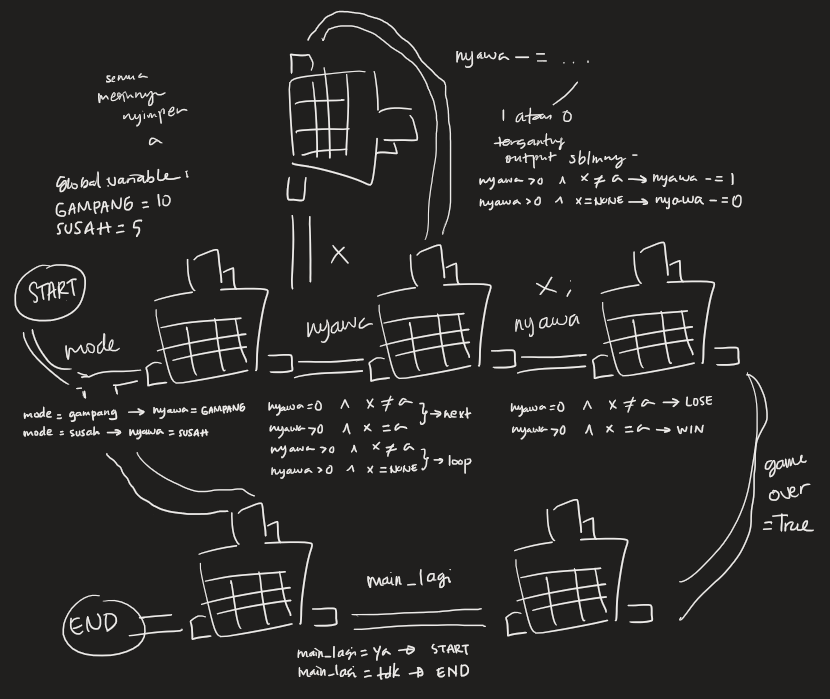 semua
mesinnya
nyimpen
a
Global variable :
GAMPANG = 10
SUSAH = 5
nyawa -= ...
1 atau 0
tergantung
output sblmny -
nyawa >0 ∧ x ≠ a → nyawa -= 1
nyawa >0 ∧ x = NONE → nyawa -= 0
START
mode
x
nyawa
x ;
nyawa
mode = gampang → nyawa = GAMPANG
mode = susah → nyawa = SUSAH
nyawa = 0 ∧ x ≠ a
nyawa >0 ∧ x = a
→ next
nyawa >0 ∧ x ≠ a
nyawa >0 ∧ x = NONE
→ loop
nyawa = 0 ∧ x ≠ a → LOSE
nyawa >0 ∧ x = a → WIN
game
over
= True
main_lagi
END
main_lagi = ya → START
main_lagi = tdk → END